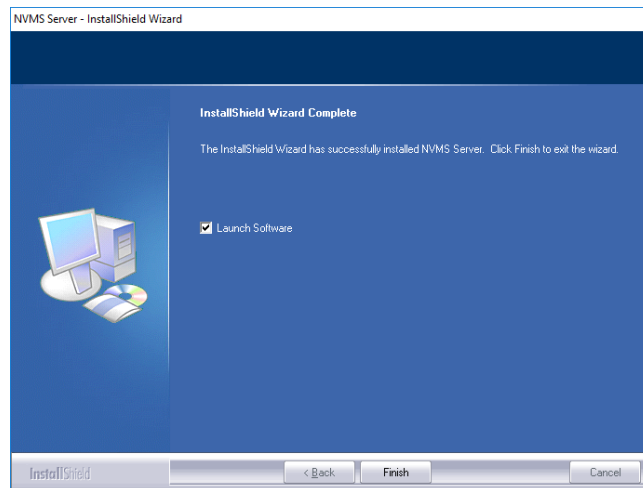 NVMS Server - InstallShield Wizard
InstallShield Wizard Complete
The InstallShield Wizard has successfully installed NVMS Server. Click Finish to exit the wizard.
Launch Software
InstallShield
< Back
Finish
Cancel